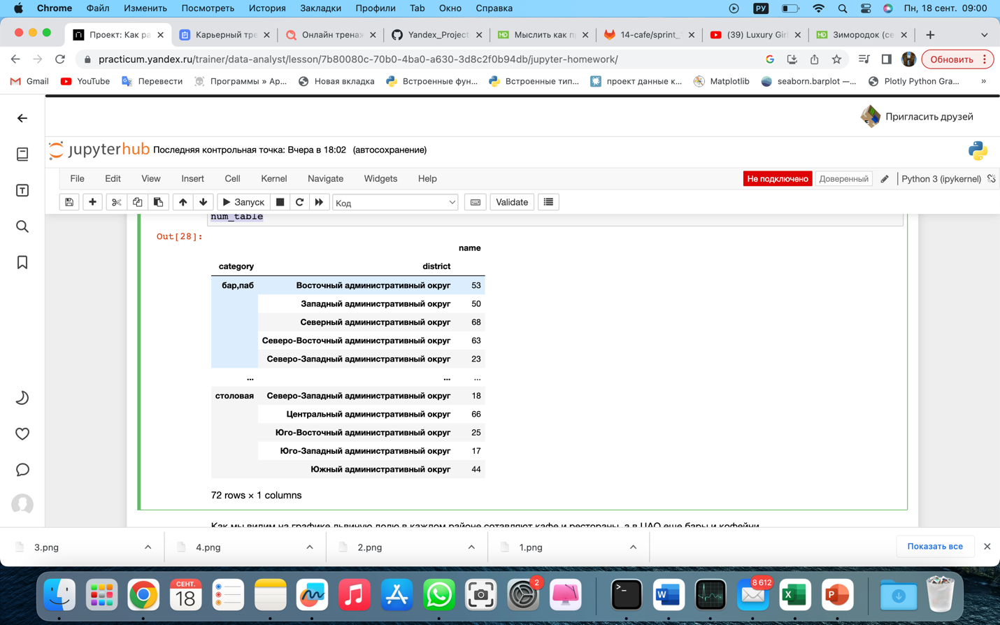 Chrome Файл Изменить Посмотреть История Закладки Профили Tab Окно Справка РУ Пн, 18 сент. 09:00
Проект: Как ра Карьерный тре Онлайн тренаж Yandex_Project HD Мыслить как п 14-cafe/sprint_ (39) Luxury Gir HD Зимородок (се
practicum.yandex.ru/trainer/data-analyst/lesson/7b80080c-70b0-4ba0-a630-3d8c2f0b94db/jupyter-homework/ Обновить
Gmail YouTube Перевести Программы » Ap... Новая вкладка Встроенные фун... Встроенные тип... проект данные к... Matplotlib seaborn.barplot —... Plotly Python Gra... »
Пригласить друзей
jupyterhub Последняя контрольная точка: Вчера в 18:02 (автосохранение)
File Edit View Insert Cell Kernel Navigate Widgets Help Не подключено Доверенный Python 3 (ipykernel)
Запуск Код Validate
num_table
Out[28]:
name
category district
бар,паб Восточный административный округ 53
Западный административный округ 50
Северный административный округ 68
Северо-Восточный административный округ 63
Северо-Западный административный округ 23
... ... ...
столовая Северо-Западный административный округ 18
Центральный административный округ 66
Юго-Восточный административный округ 25
Юго-Западный административный округ 17
Южный административный округ 44
72 rows × 1 columns
Как мы видим на графике львиную долю в каждом районе сотавляют кафе и рестораны, а в ЦАО еще бары и кофейни
3.png 4.png 2.png 1.png Показать все
СЕНТ. 2 8 612
18 W X P